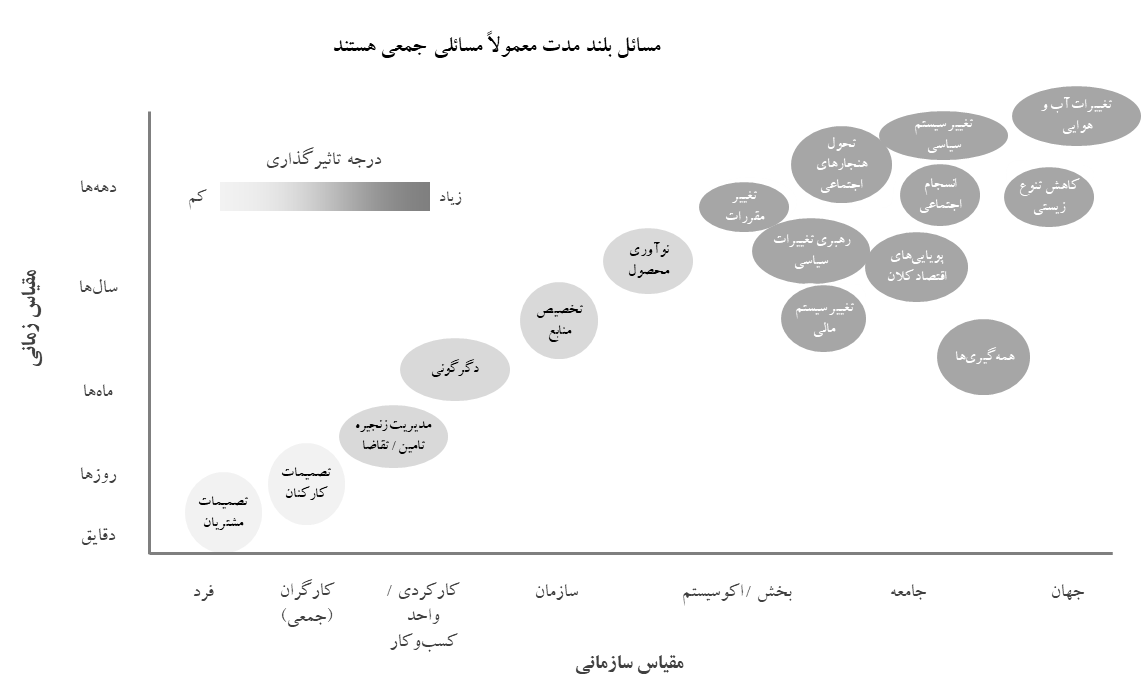 مسائل بلند مدت معمولاً مسائلی جمعی هستند
درجه تاثیرگذاری
زیاد
کم
مقیاس زمانی
دهه‌ها
سال‌ها
ماه‌ها
روزها
دقایق
تغییرات آب و
هوایی
تغییر سیستم
سیاسی
تحول
هنجارهای
اجتماعی
کاهش تنوع
زیستی
انسجام
اجتماعی
تغییر
مقررات
رهبری تغییرات
سیاسی
پویایی‌های
اقتصاد کلان
نوآوری
محصول
تغییر سیستم
مالی
تخصیص
منابع
همه‌گیری‌ها
دگرگونی
مدیریت زنجیره
تامین / تقاضا
تصمیمات
کارکنان
تصمیمات
مشتریان
فرد
کارگران
(جمعی)
کارکردی /
واحد
کسب‌وکار
سازمان
بخش /اکوسیستم
جامعه
جهان
مقیاس سازمانی